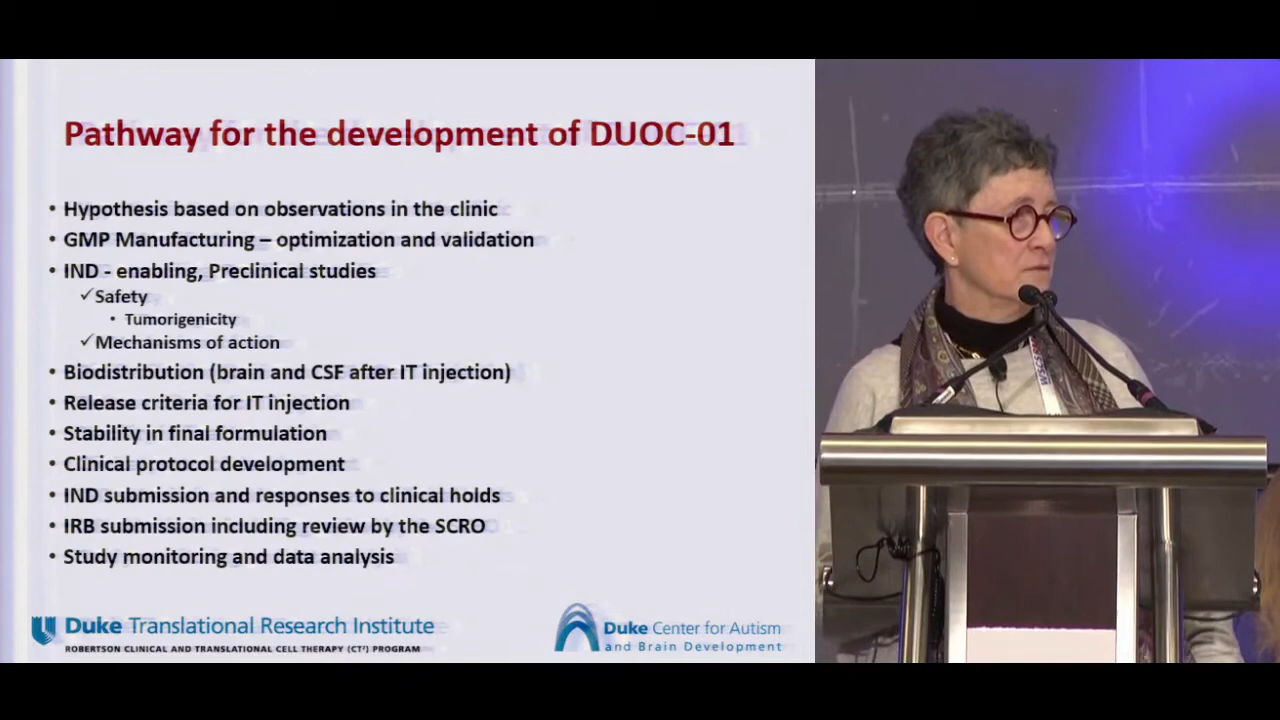 Pathway for the development of DUOC-01
• Hypothesis based on observations in the clinic
• GMP Manufacturing – optimization and validation
• IND - enabling, Preclinical studies
✓Safety
• Tumorigenicity
✓Mechanisms of action
• Biodistribution (brain and CSF after IT injection)
• Release criteria for IT injection
• Stability in final formulation
• Clinical protocol development
• IND submission and responses to clinical holds
• IRB submission including review by the SCRO
• Study monitoring and data analysis
Duke Translational Research Institute
ROBERTSON CLINICAL AND TRANSLATIONAL CELL THERAPY (CT²) PROGRAM
Duke Center for Autism
and Brain Development